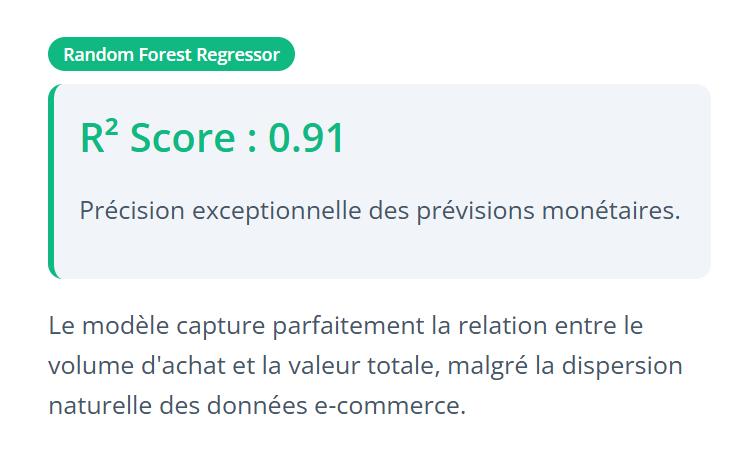 Random Forest Regressor
R² Score : 0.91
Précision exceptionnelle des prévisions monétaires.
Le modèle capture parfaitement la relation entre le
volume d'achat et la valeur totale, malgré la dispersion
naturelle des données e-commerce.